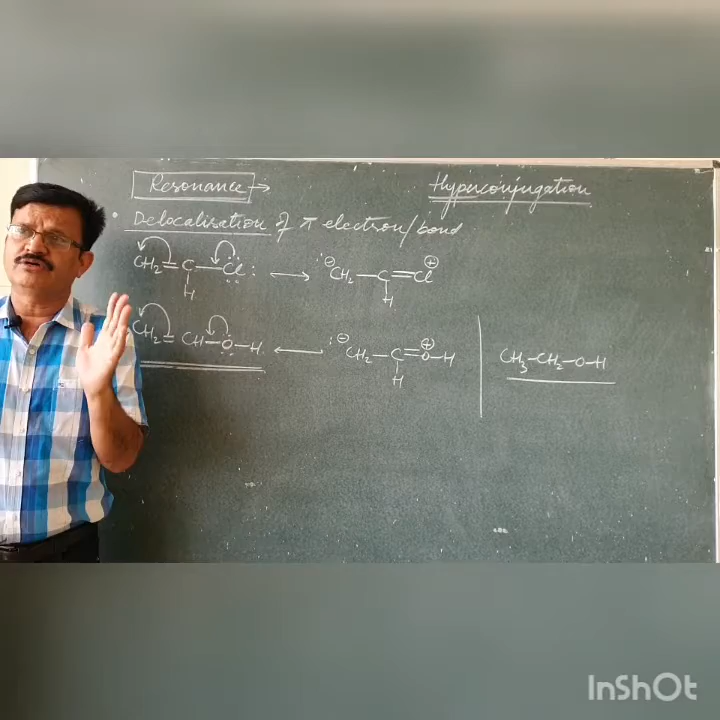 Resonance → Hyperconjugation
• Delocalisation of π electron/bond
CH₂=C—Cl: ⟷ :⊖CH₂—C=Cl⊕
H H
CH₂=CH—O—H ⟷ :⊖CH₂—C=O⊕—H CH₃-CH₂-O-H
H
InShOt